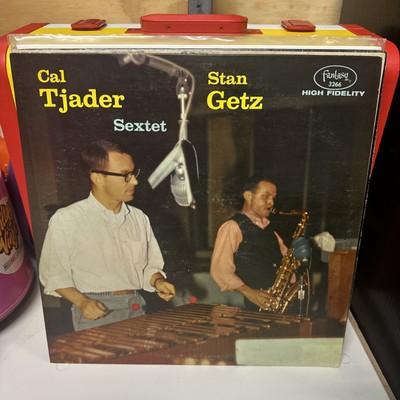 Cal
Tjader
Stan
Getz
Sextet
Fantasy
3266
HIGH FIDELITY